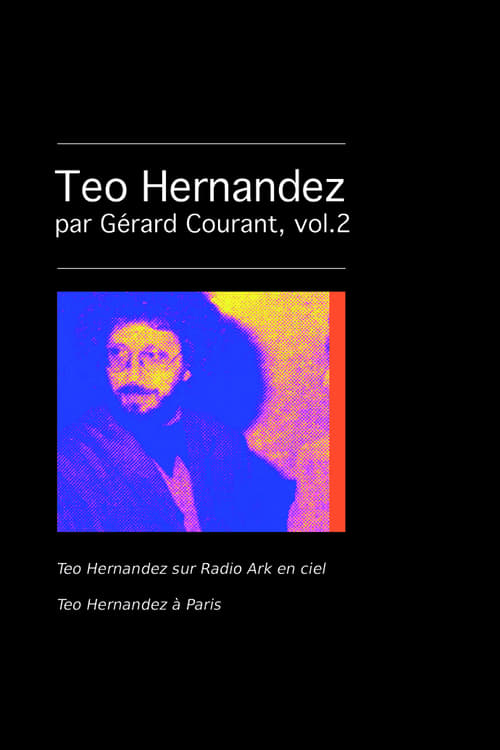 Teo Hernandez
par Gérard Courant, vol.2
Teo Hernandez sur Radio Ark en ciel
Teo Hernandez à Paris